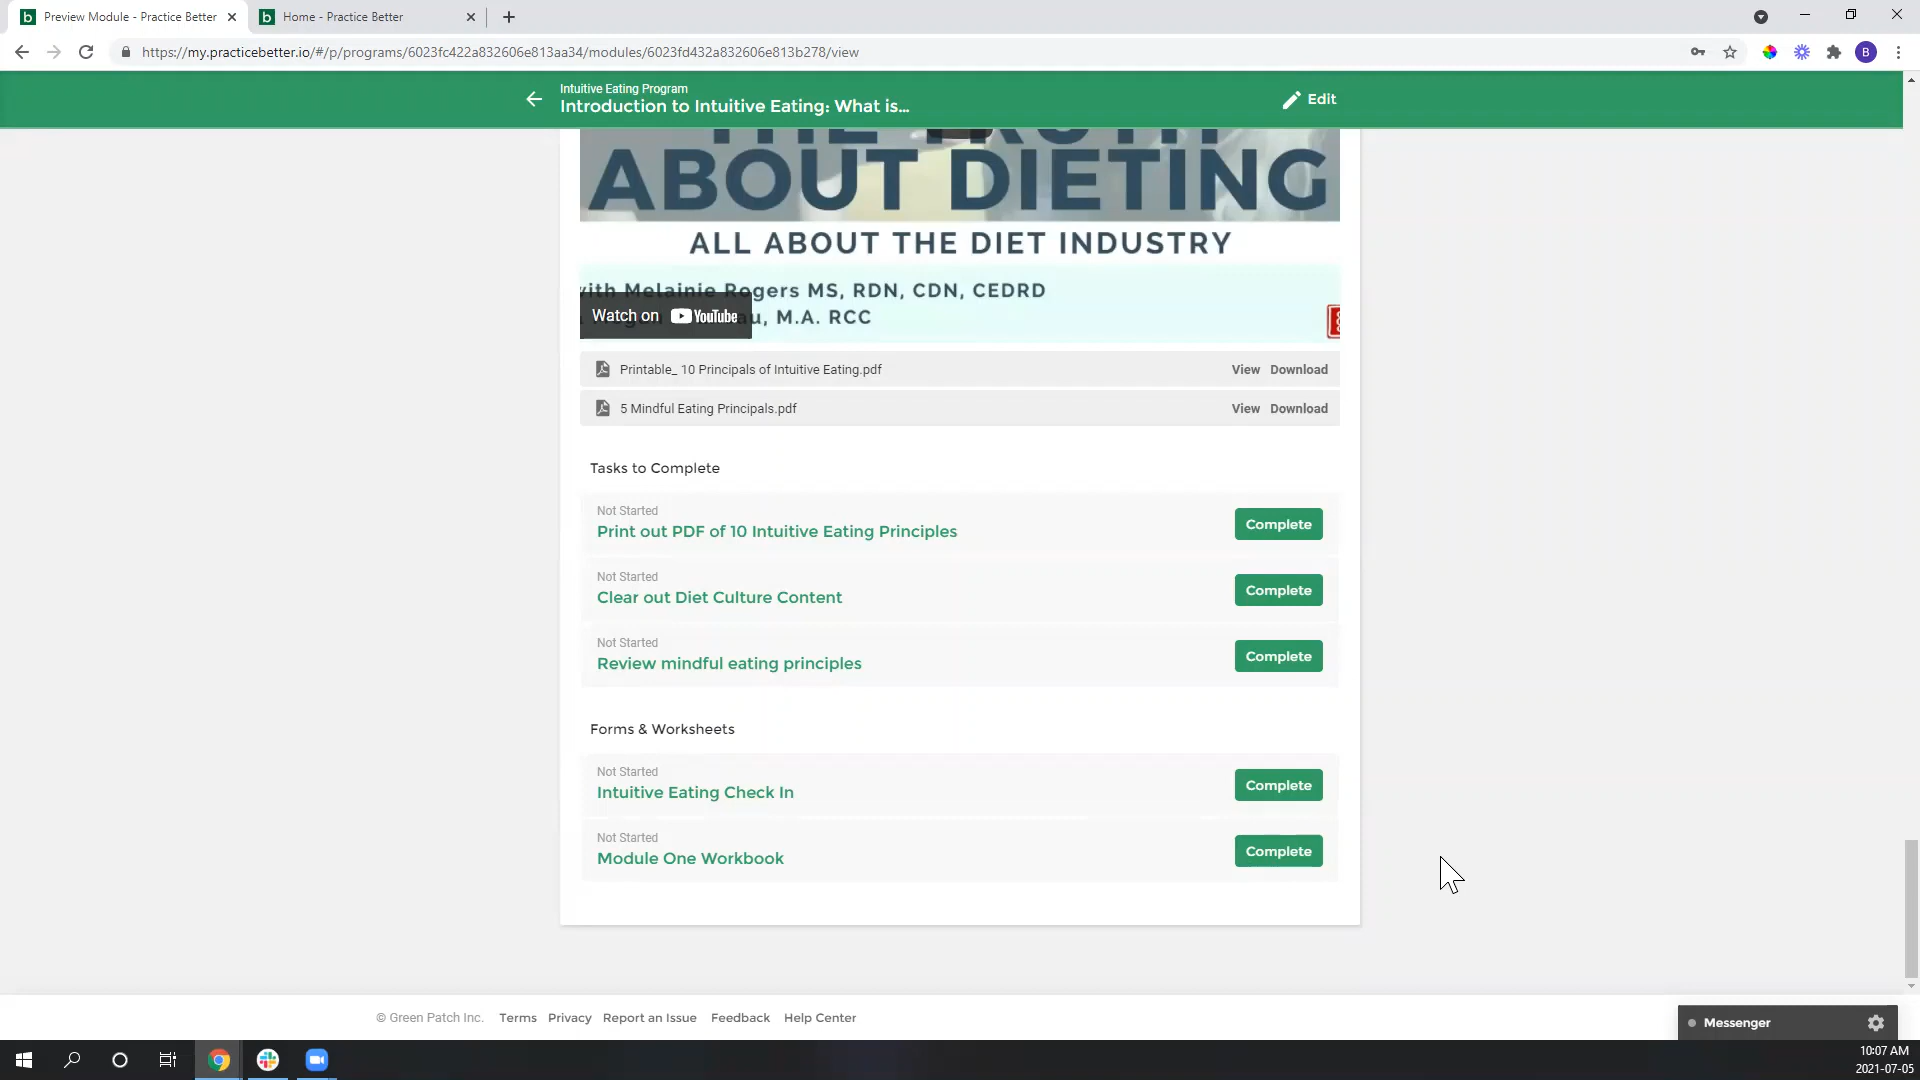 Preview Module - Practice Better
Home - Practice Better
https://my.practicebetter.io/#/p/programs/6023fc422a832606e813aa34/modules/6023fd432a832606e813b278/view
B
Intuitive Eating Program
Introduction to Intuitive Eating: What is...
Edit
THE TRUTH
ABOUT DIETING
ALL ABOUT THE DIET INDUSTRY
with Melainie Rogers MS, RDN, CDN, CEDRD
Watch on YouTube
, M.A. RCC
Printable_ 10 Principals of Intuitive Eating.pdf
View Download
5 Mindful Eating Principals.pdf
View Download
Tasks to Complete
Not Started
Print out PDF of 10 Intuitive Eating Principles
Complete
Not Started
Clear out Diet Culture Content
Complete
Not Started
Review mindful eating principles
Complete
Forms & Worksheets
Not Started
Intuitive Eating Check In
Complete
Not Started
Module One Workbook
Complete
© Green Patch Inc. Terms Privacy Report an Issue Feedback Help Center
Messenger
10:07 AM
2021-07-05